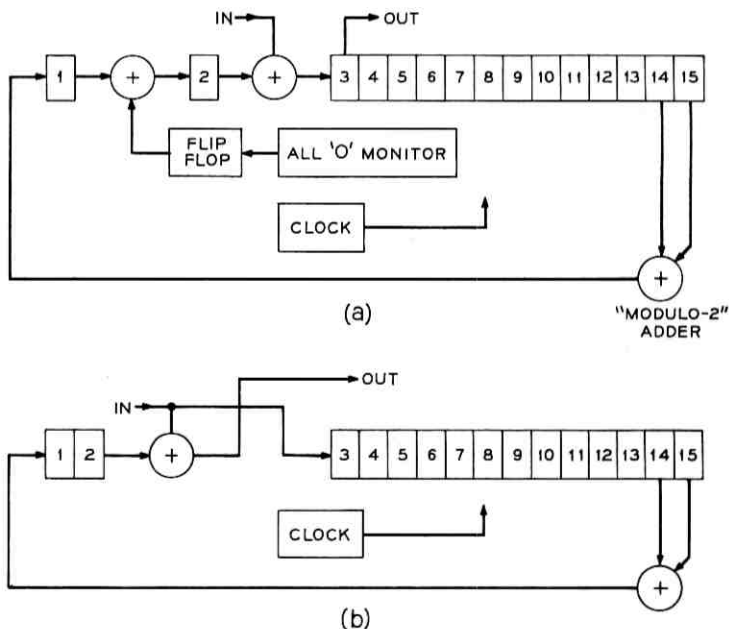 IN OUT
1 + 2 + 3 4 5 6 7 8 9 10 11 12 13 14 15
FLIP FLOP
ALL '0' MONITOR
CLOCK
+
(a)
"MODULO-2"
ADDER
IN OUT
1 2 + 3 4 5 6 7 8 9 10 11 12 13 14 15
CLOCK
+
(b)